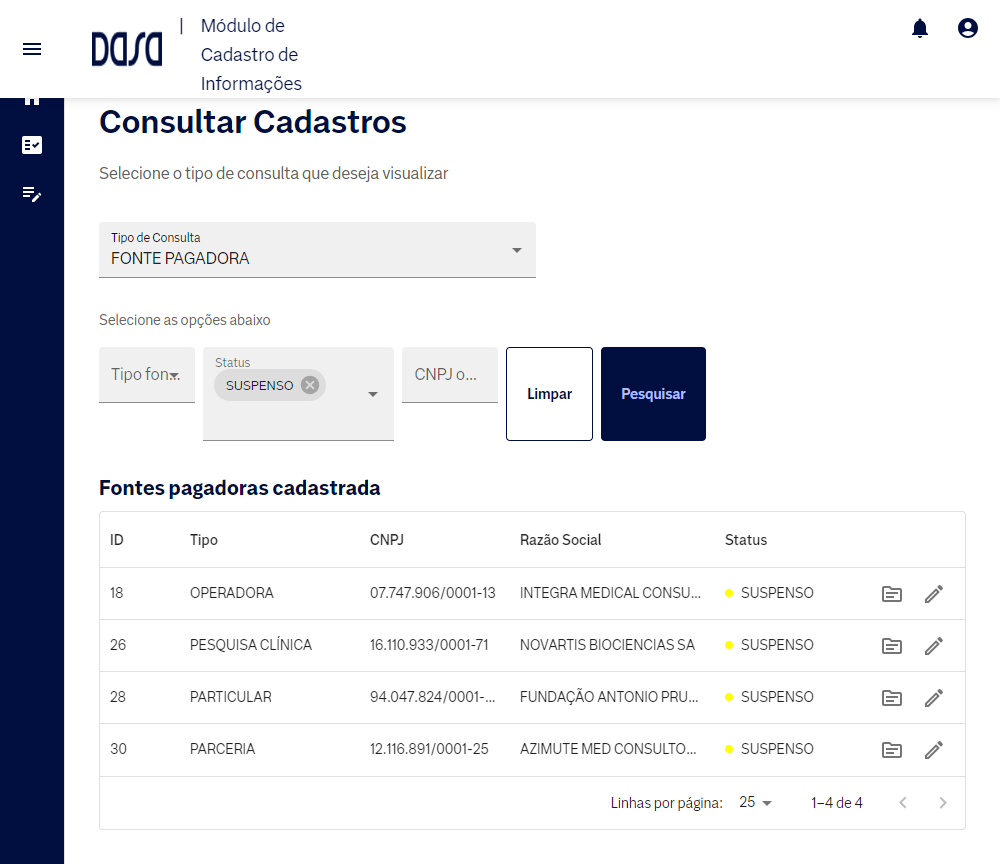 DASA
|
Módulo de
Cadastro de
Informações
Consultar Cadastros
Selecione o tipo de consulta que deseja visualizar
Tipo de Consulta
FONTE PAGADORA
Selecione as opções abaixo
Tipo fon...
Status
SUSPENSO
CNPJ o...
Limpar
Pesquisar
Fontes pagadoras cadastrada
ID Tipo CNPJ Razão Social Status
18 OPERADORA 07.747.906/0001-13 INTEGRA MEDICAL CONSU... SUSPENSO
26 PESQUISA CLÍNICA 16.110.933/0001-71 NOVARTIS BIOCIENCIAS SA SUSPENSO
28 PARTICULAR 94.047.824/0001-... FUNDAÇÃO ANTONIO PRU... SUSPENSO
30 PARCERIA 12.116.891/0001-25 AZIMUTE MED CONSULTO... SUSPENSO
Linhas por página: 25 1–4 de 4